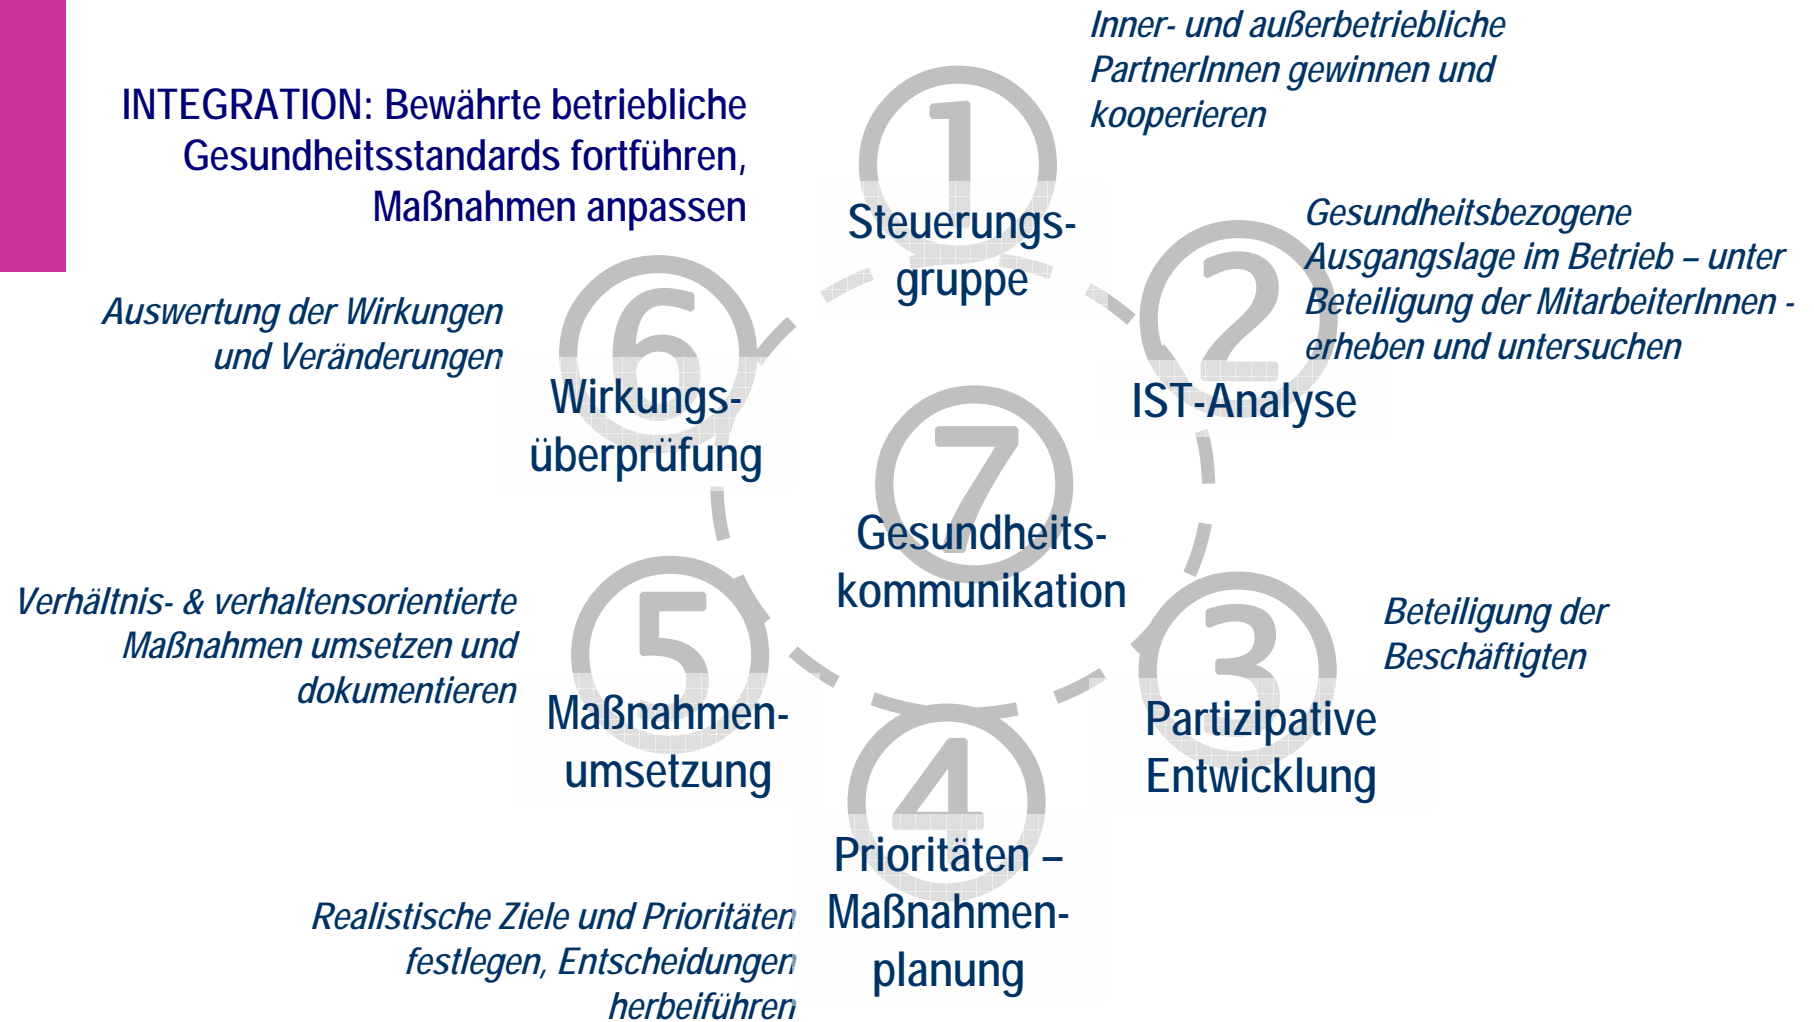 INTEGRATION: Bewährte betriebliche
Gesundheitsstandards fortführen,
Maßnahmen anpassen
1
Steuerungs-
gruppe
Inner- und außerbetriebliche
PartnerInnen gewinnen und
kooperieren
2
IST-Analyse
Gesundheitsbezogene
Ausgangslage im Betrieb – unter
Beteiligung der MitarbeiterInnen -
erheben und untersuchen
3
Partizipative
Entwicklung
Beteiligung der
Beschäftigten
4
Prioritäten –
Maßnahmen-
planung
Realistische Ziele und Prioritäten
festlegen, Entscheidungen
herbeiführen
5
Maßnahmen-
umsetzung
Verhältnis- & verhaltensorientierte
Maßnahmen umsetzen und
dokumentieren
6
Wirkungs-
überprüfung
Auswertung der Wirkungen
und Veränderungen
7
Gesundheits-
kommunikation